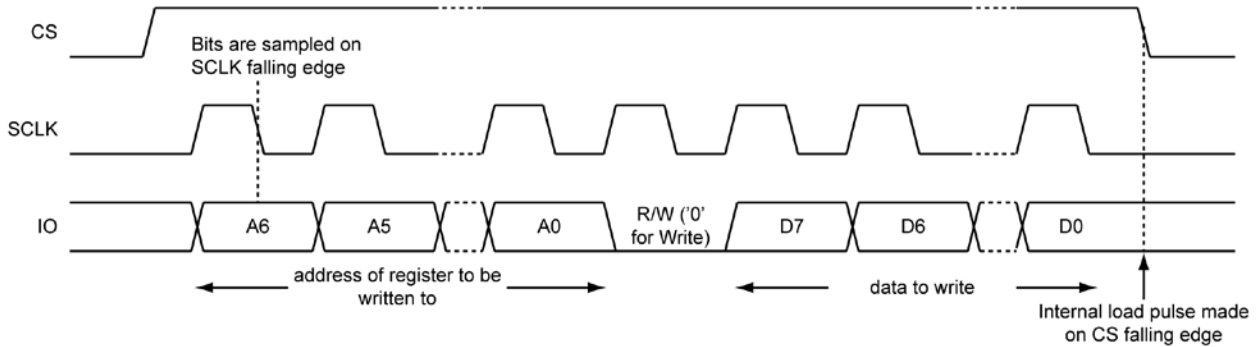 CS
Bits are sampled on
SCLK falling edge
SCLK
IO
A6
A5
A0
R/W ('0'
for Write)
D7
D6
D0
address of register to be
written to
data to write
Internal load pulse made
on CS falling edge